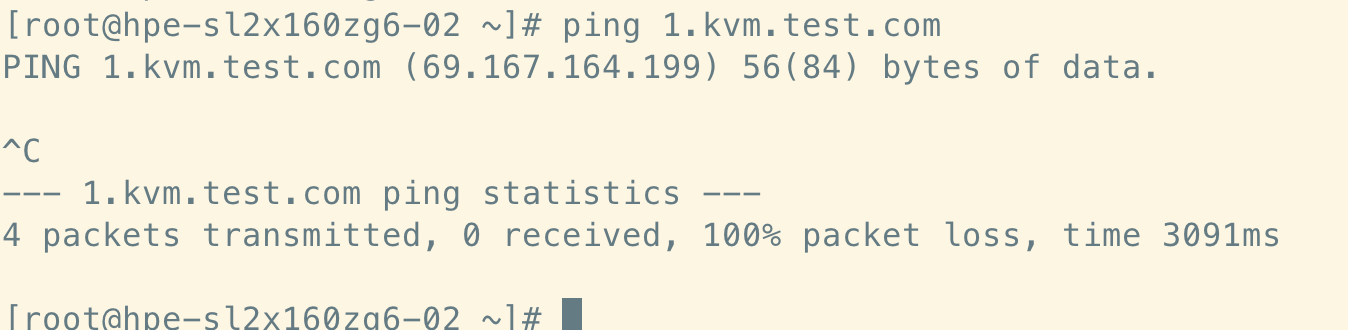 [root@hpe-sl2x160zg6-02 ~]# ping 1.kvm.test.com
PING 1.kvm.test.com (69.167.164.199) 56(84) bytes of data.
^C
--- 1.kvm.test.com ping statistics ---
4 packets transmitted, 0 received, 100% packet loss, time 3091ms
[root@hpe-sl2x160zg6-02 ~]#